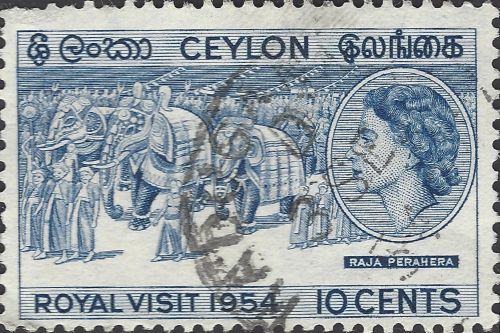 ශ්‍රී ලංකා CEYLON இலங்கை
RAJA PERAHERA
ROYAL VISIT 1954 10 CENTS